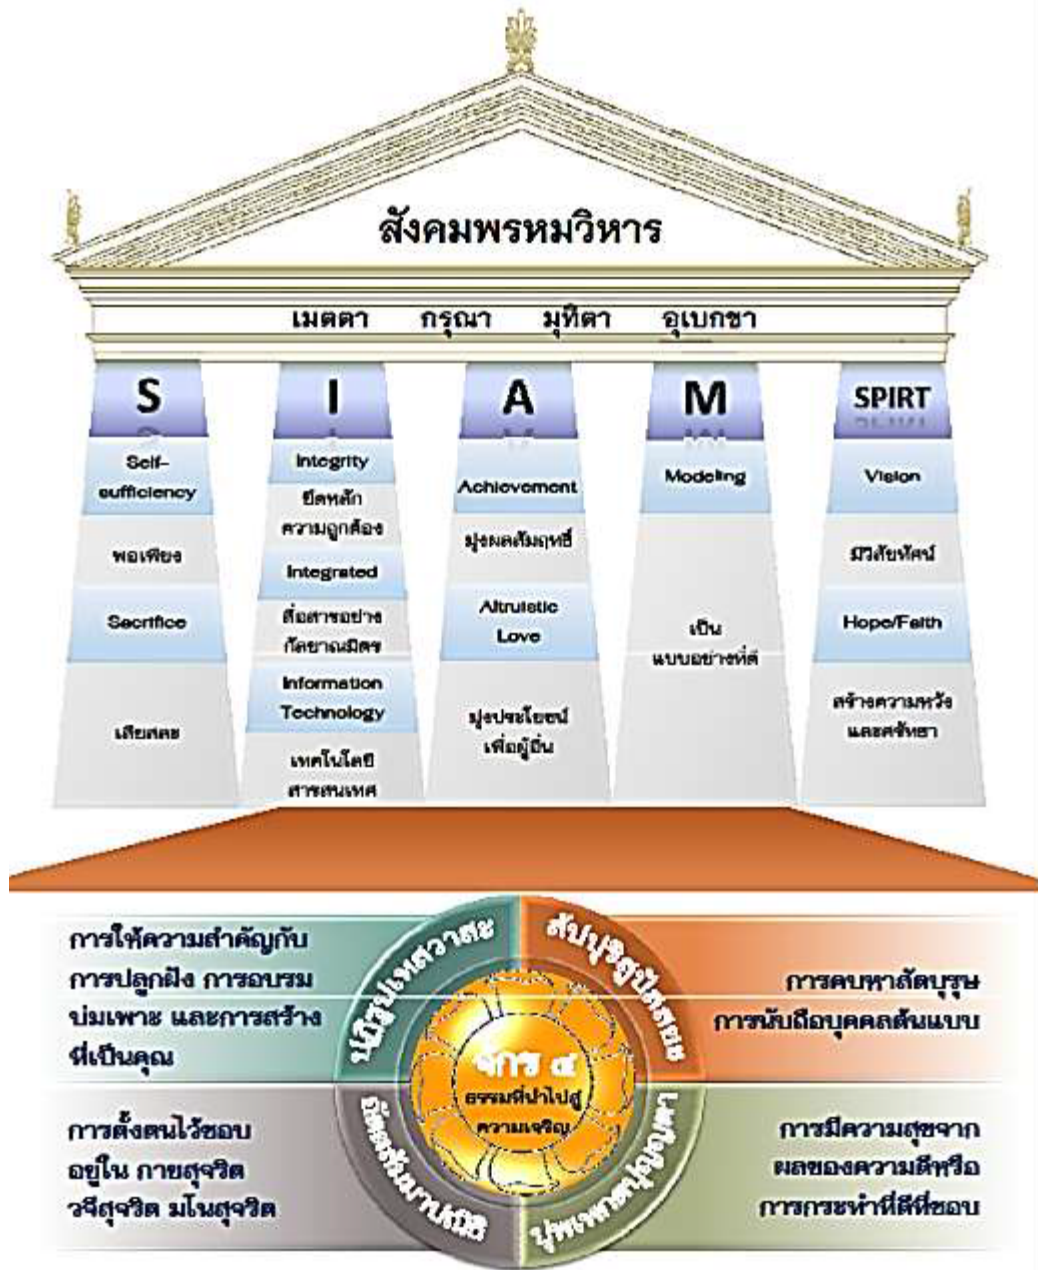 สังคมพรหมวิหาร
เมตตา กรุณา มุทิตา อุเบกขา
S
Self-
sufficiency
พอเพียง
Sacrifice
เสียสละ
I
Integrity
ยึดหลัก
ความถูกต้อง
Integrated
สื่อสารอย่าง
กัลยาณมิตร
Information
Technology
เทคโนโลยี
สารสนเทศ
A
Achievement
มุ่งผลสัมฤทธิ์
Altruistic
Love
มุ่งประโยชน์
เพื่อผู้อื่น
M
Modeling
เป็น
แบบอย่างที่ดี
SPIRT
Vision
มีวิสัยทัศน์
Hope/Faith
สร้างความหวัง
และศรัทธา
การให้ความสำคัญกับ
การปลูกฝัง การอบรม
บ่มเพาะ และการสร้าง
ที่เป็นคุณ
ปฏิรูปเทสวาสะ
สัปปุริสูปัสสยะ
การคบหาสัตบุรุษ
การนับถือบุคคลต้นแบบ
จักร ๔
ธรรมที่นำไปสู่
ความเจริญ
การตั้งตนไว้ชอบ
อยู่ใน กายสุจริต
วจีสุจริต มโนสุจริต
อัตตสัมมาปณิธิ
ปุพเพกตปุญญตา
การมีความสุขจาก
ผลของความดีหรือ
การกระทำที่ดีที่ชอบ